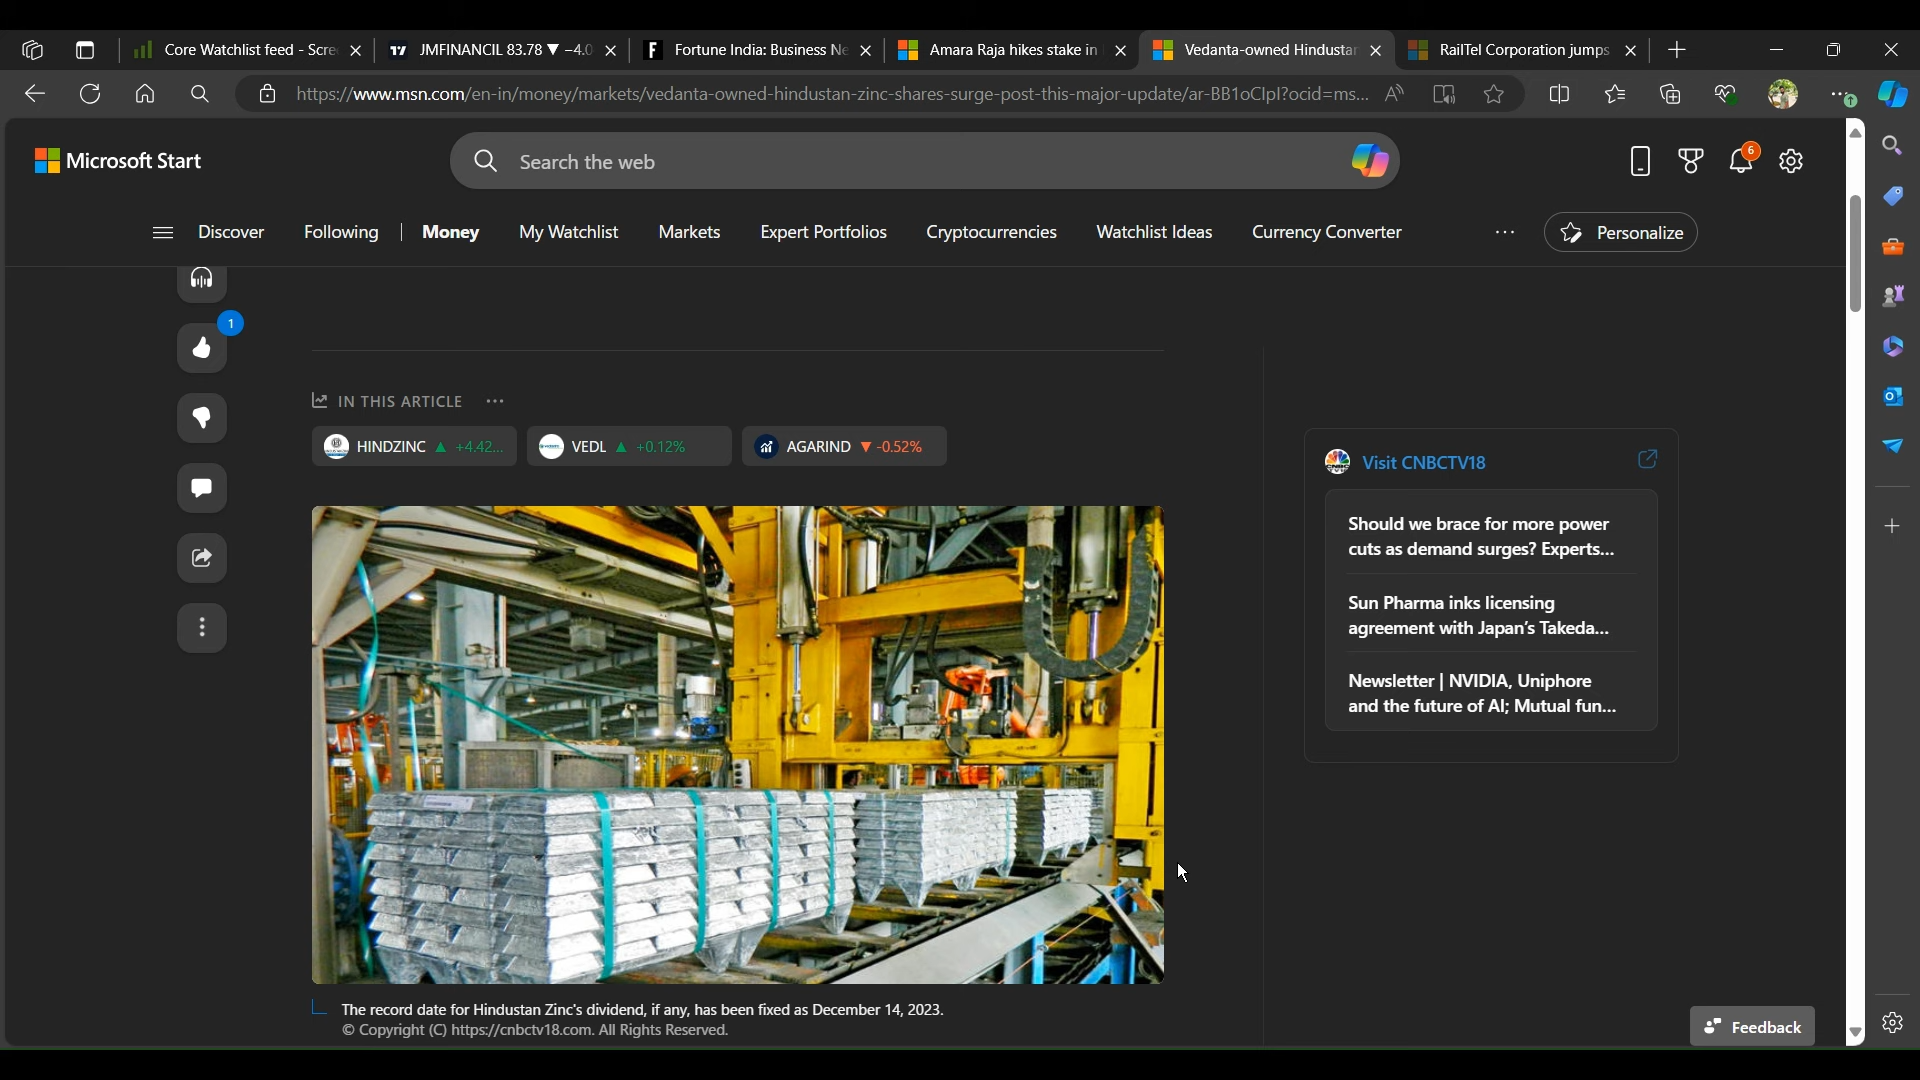 Core Watchlist feed - Scre
JMFINANCIL 83.78 ▼ -4.0
Fortune India: Business Ne
Amara Raja hikes stake in
Vedanta-owned Hindustan
RailTel Corporation jumps
https://www.msn.com/en-in/money/markets/vedanta-owned-hindustan-zinc-shares-surge-post-this-major-update/ar-BB1oClpl?ocid=ms...
Microsoft Start
Search the web
6
Discover
Following
Money
My Watchlist
Markets
Expert Portfolios
Cryptocurrencies
Watchlist Ideas
Currency Converter
...
Personalize
1
IN THIS ARTICLE ...
HINDZINC ▲ +4.42...
VEDL ▲ +0.12%
AGARIND ▼ -0.52%
Visit CNBCTV18
Should we brace for more power
cuts as demand surges? Experts...
Sun Pharma inks licensing
agreement with Japan's Takeda...
Newsletter | NVIDIA, Uniphore
and the future of AI; Mutual fun...
The record date for Hindustan Zinc's dividend, if any, has been fixed as December 14, 2023.
© Copyright (C) https://cnbctv18.com. All Rights Reserved.
Feedback